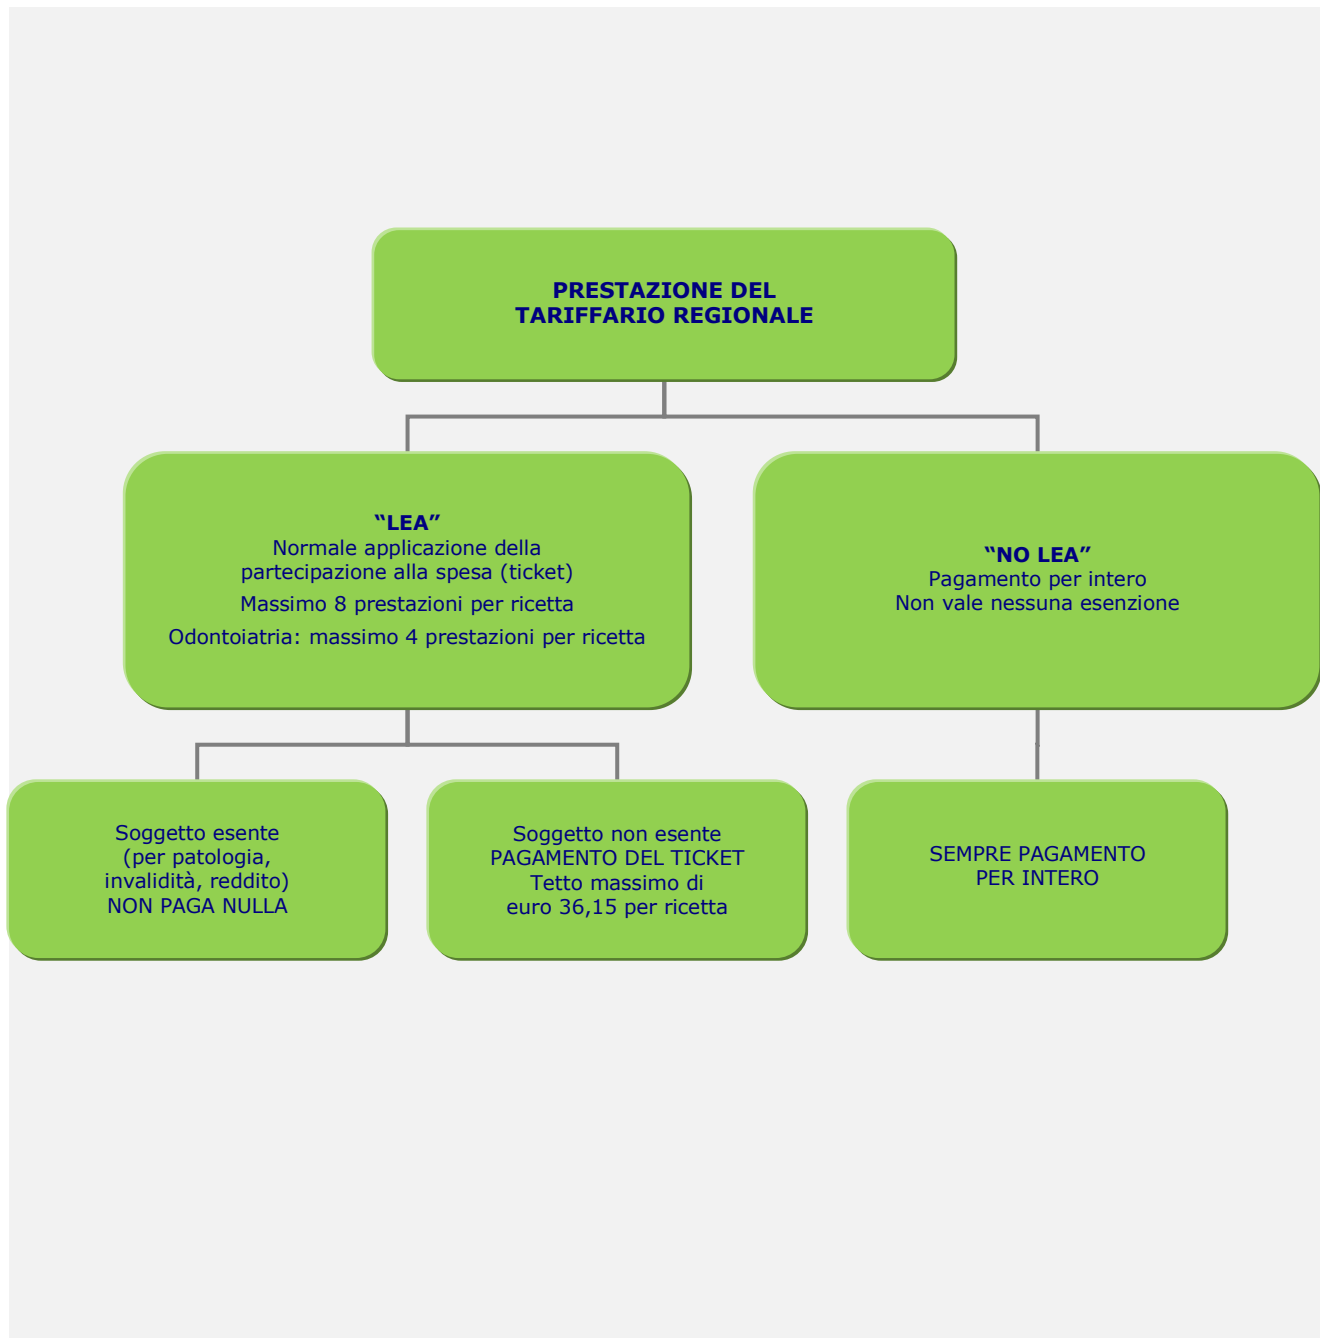 PRESTAZIONE DEL
TARIFFARIO REGIONALE
“LEA”
Normale applicazione della
partecipazione alla spesa (ticket)
Massimo 8 prestazioni per ricetta
Odontoiatria: massimo 4 prestazioni per ricetta
“NO LEA”
Pagamento per intero
Non vale nessuna esenzione
Soggetto esente
(per patologia,
invalidità, reddito)
NON PAGA NULLA
Soggetto non esente
PAGAMENTO DEL TICKET
Tetto massimo di
euro 36,15 per ricetta
SEMPRE PAGAMENTO
PER INTERO